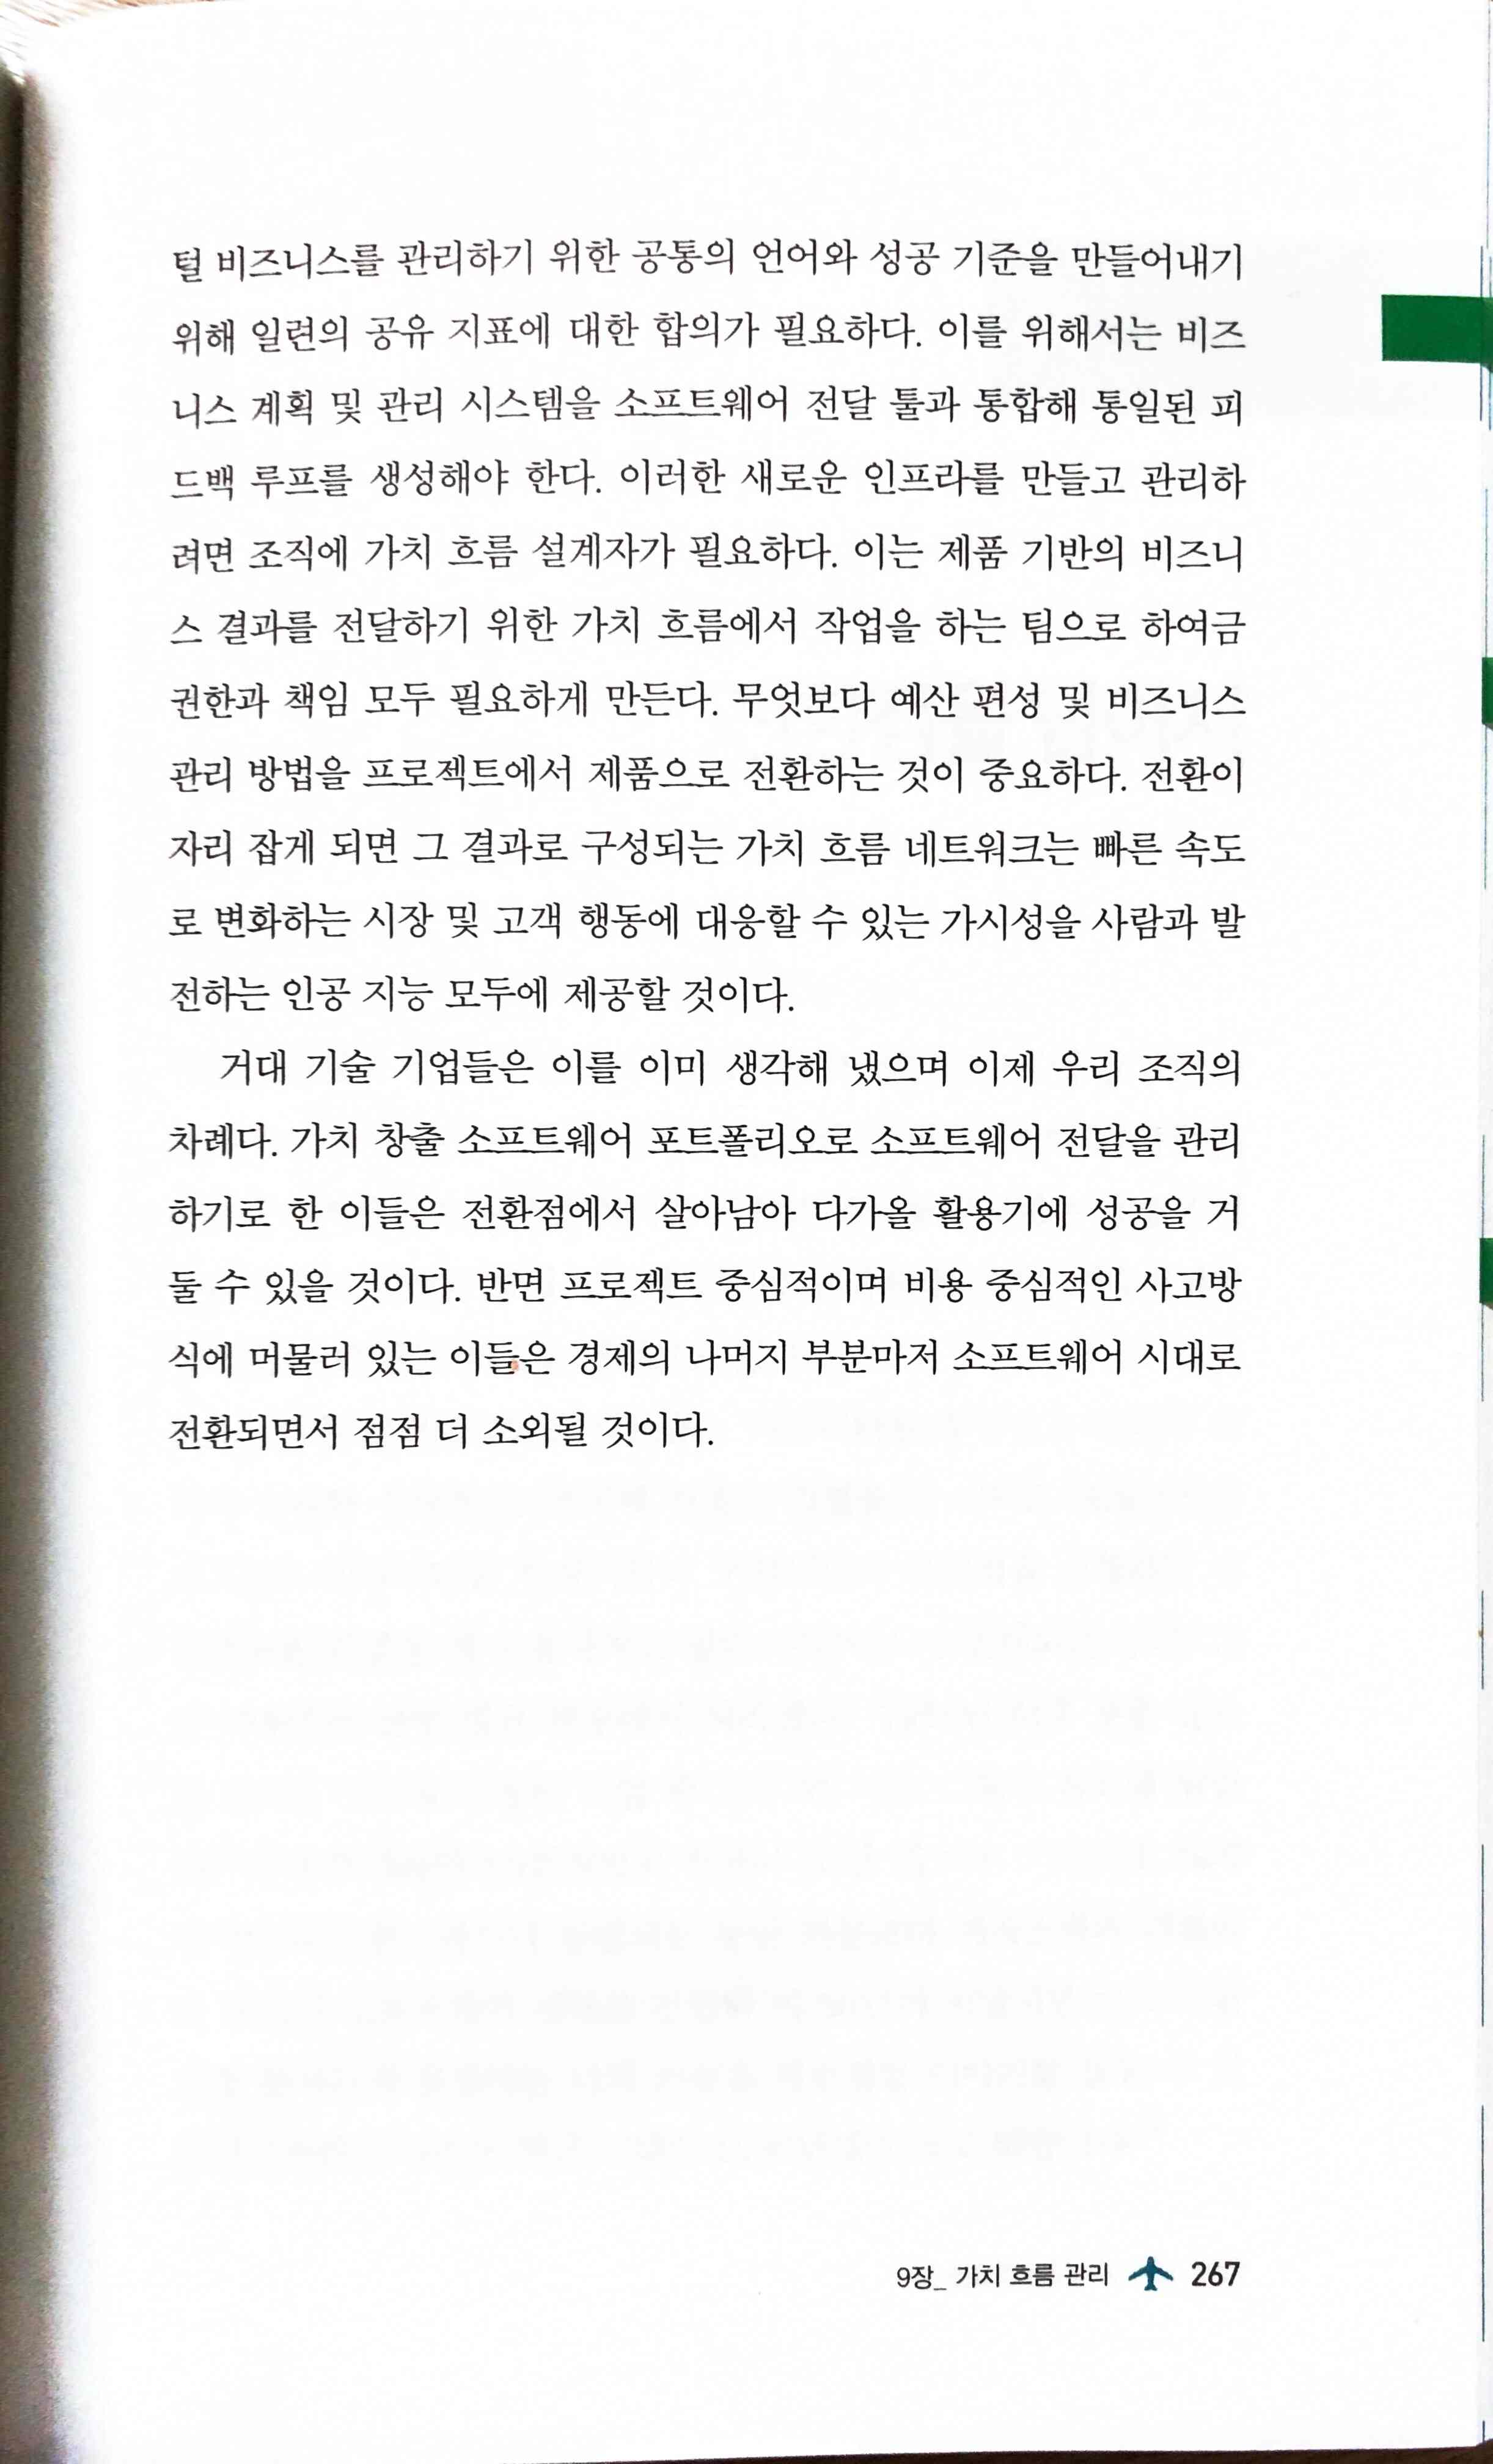 털 비즈니스를 관리하기 위한 공통의 언어와 성공 기준을 만들어내기
위해 일련의 공유 지표에 대한 합의가 필요하다. 이를 위해서는 비즈
니스 계획 및 관리 시스템을 소프트웨어 전달 툴과 통합해 통일된 피
드백 루프를 생성해야 한다. 이러한 새로운 인프라를 만들고 관리하
려면 조직에 가치 흐름 설계자가 필요하다. 이는 제품 기반의 비즈니
스 결과를 전달하기 위한 가치 흐름에서 작업을 하는 팀으로 하여금
권한과 책임 모두 필요하게 만든다. 무엇보다 예산 편성 및 비즈니스
관리 방법을 프로젝트에서 제품으로 전환하는 것이 중요하다. 전환이
자리 잡게 되면 그 결과로 구성되는 가치 흐름 네트워크는 빠른 속도
로 변화하는 시장 및 고객 행동에 대응할 수 있는 가시성을 사람과 발
전하는 인공 지능 모두에 제공할 것이다.
거대 기술 기업들은 이를 이미 생각해 냈으며 이제 우리 조직의
차례다. 가치 창출 소프트웨어 포트폴리오로 소프트웨어 전달을 관리
하기로 한 이들은 전환점에서 살아남아 다가올 활용기에 성공을 거
둘 수 있을 것이다. 반면 프로젝트 중심적이며 비용 중심적인 사고방
식에 머물러 있는 이들은 경제의 나머지 부분마저 소프트웨어 시대로
전환되면서 점점 더 소외될 것이다.
9장_ 가치 흐름 관리 267